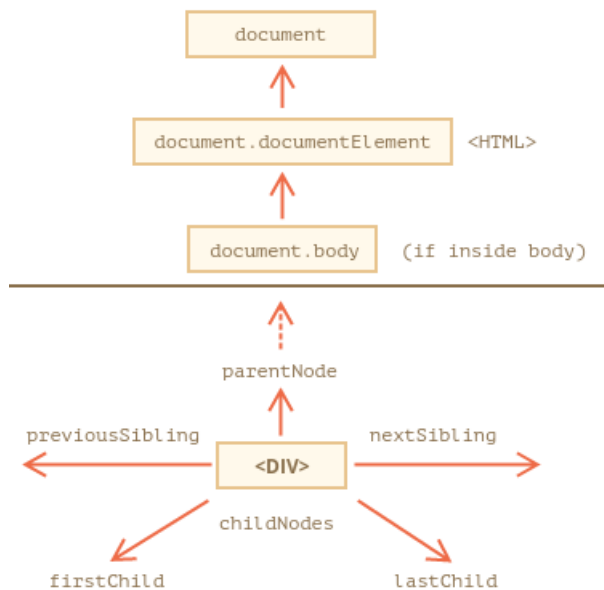 document
document.documentElement <HTML>
document.body (if inside body)
parentNode
previousSibling nextSibling
<DIV>
childNodes
firstChild lastChild